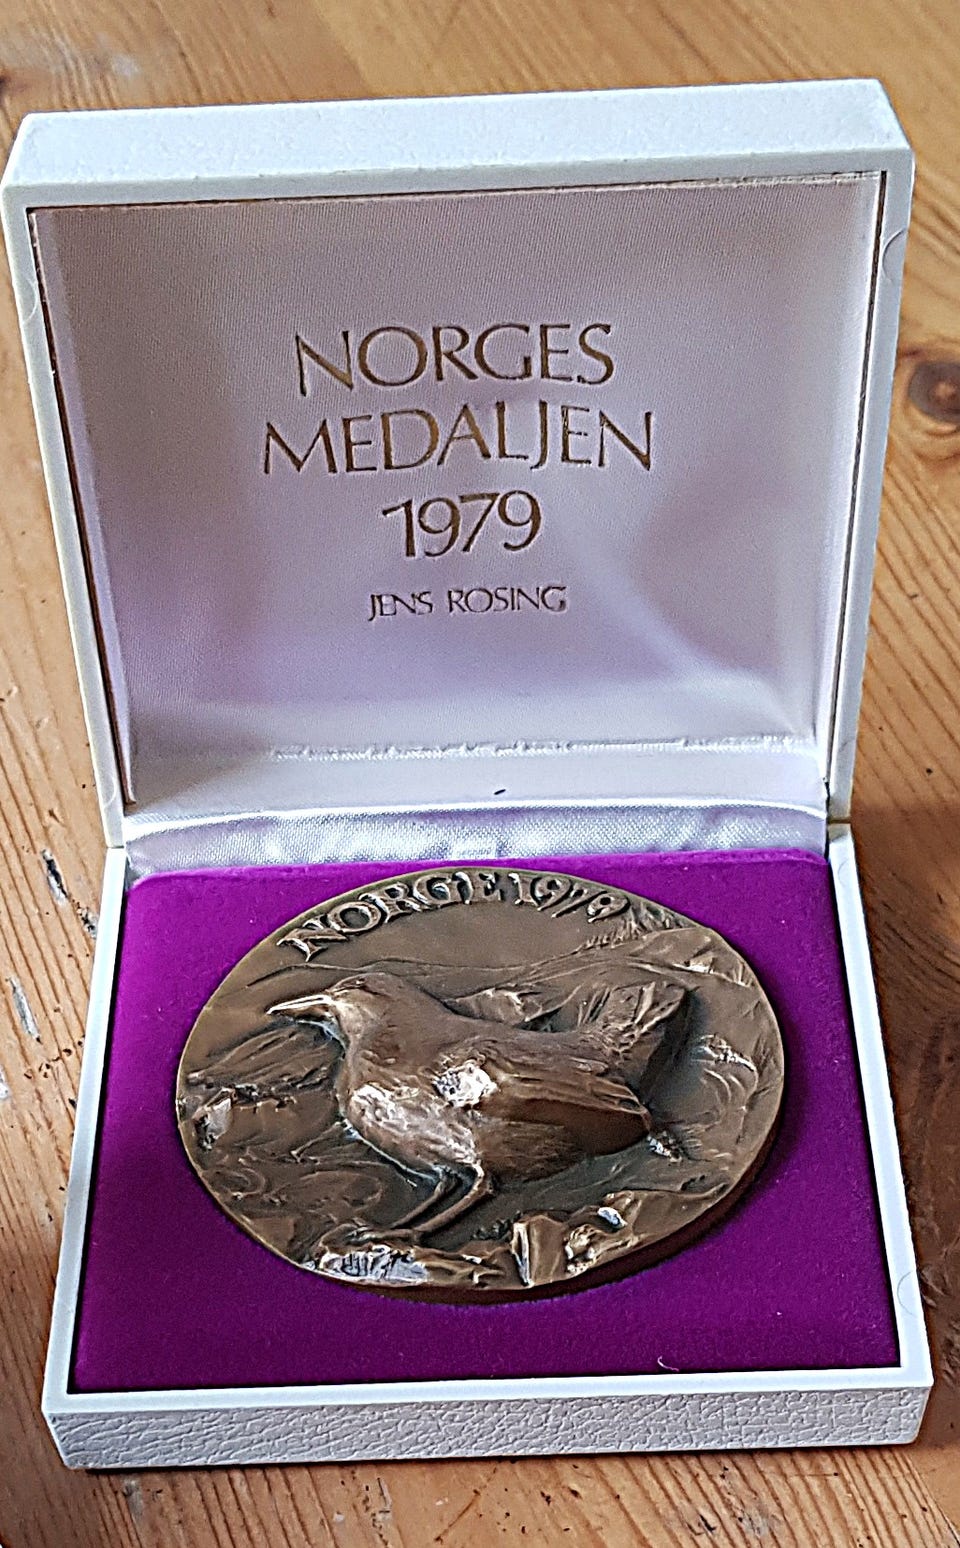 NORGES
MEDALJEN
1979
JENS ROSING
NORGE 1979